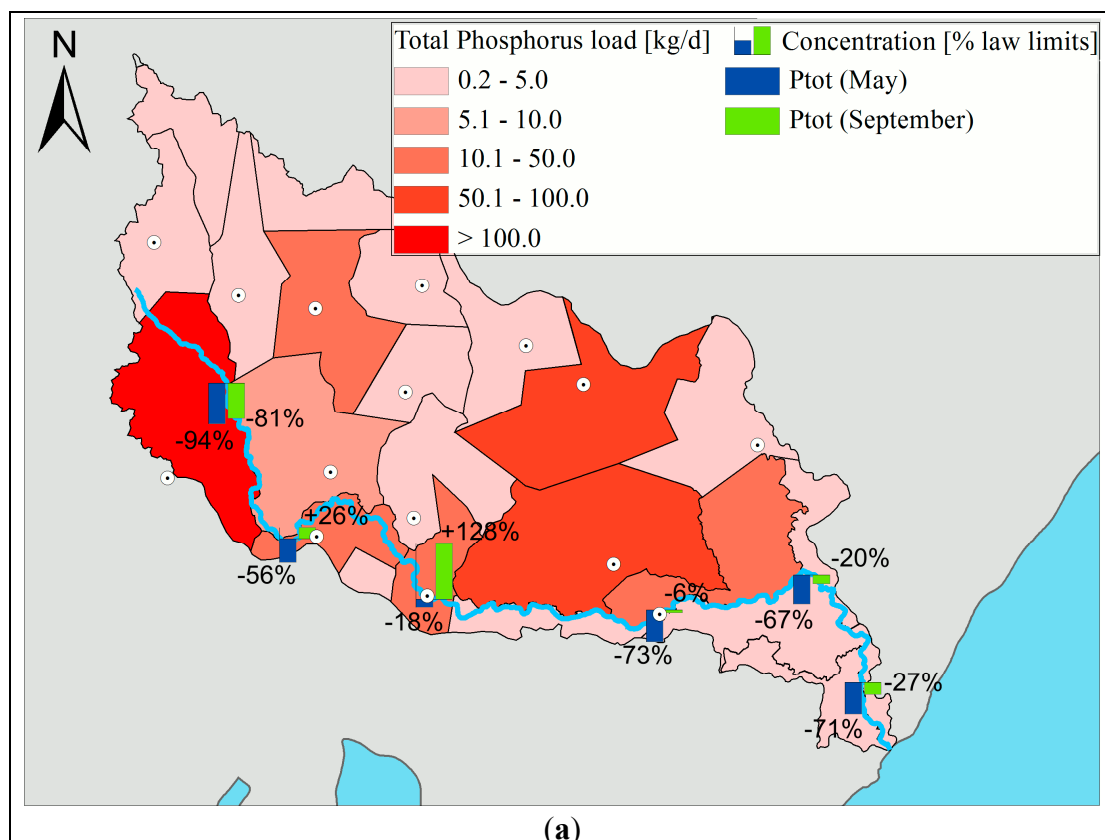 N
Total Phosphorus load [kg/d]
0.2 - 5.0
5.1 - 10.0
10.1 - 50.0
50.1 - 100.0
> 100.0
Concentration [% law limits]
Ptot (May)
Ptot (September)
-81%
-94%
+26%
-56%
+128%
-18%
-6%
-73%
-20%
-67%
-27%
-71%
(a)